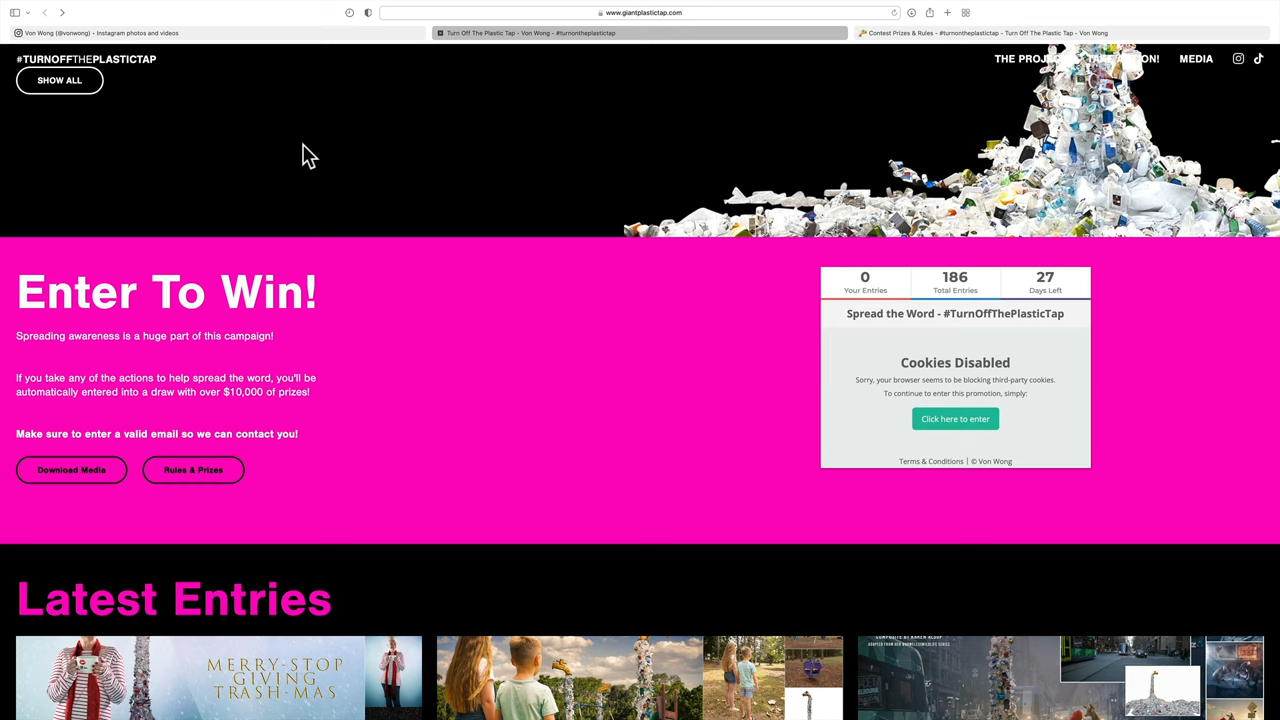 www.giantplastictap.com
Von Wong (@vonwong) • Instagram photos and videos
Turn Off The Plastic Tap - Von Wong - #turnontheplastictap
Contest Prizes & Rules - #turnontheplastictap - Turn Off The Plastic Tap - Von Wong
#TURNOFFTHEPLASTICTAP
THE PROJECT
TAKE ACTION!
MEDIA
SHOW ALL
Enter To Win!
Spreading awareness is a huge part of this campaign!
If you take any of the actions to help spread the word, you'll be
automatically entered into a draw with over $10,000 of prizes!
Make sure to enter a valid email so we can contact you!
Download Media
Rules & Prizes
0
Your Entries
186
Total Entries
27
Days Left
Spread the Word - #TurnOffThePlasticTap
Cookies Disabled
Sorry, your browser seems to be blocking third-party cookies.
To continue to enter this promotion, simply:
Click here to enter
Terms & Conditions | © Von Wong
Latest Entries
MERRY-STOP
GIVING
TRASH-MAS
COMPOSITE BY KAREN ALSOP